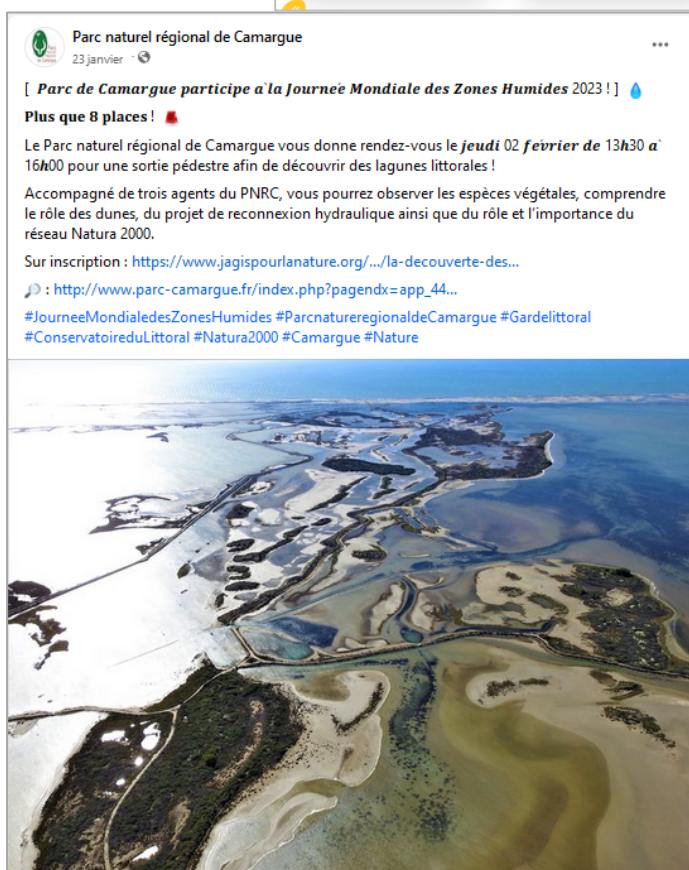 Parc naturel régional de Camargue
23 janvier ·
[ Parc de Camargue participe à la Journée Mondiale des Zones Humides 2023 ! ] 💧
Plus que 8 places !
Le Parc naturel régional de Camargue vous donne rendez-vous le jeudi 02 février de 13h30 à
16h00 pour une sortie pédestre afin de découvrir des lagunes littorales !
Accompagné de trois agents du PNRC, vous pourrez observer les espèces végétales, comprendre
le rôle des dunes, du projet de reconnexion hydraulique ainsi que du rôle et l'importance du
réseau Natura 2000.
Sur inscription : https://www.jagispourlanature.org/.../la-decouverte-des...
🔎 : http://www.parc-camargue.fr/index.php?pagendx=app_44...
#JourneeMondialedesZonesHumides #ParcnatureregionaldeCamargue #Gardelittoral
#ConservatoireduLittoral #Natura2000 #Camargue #Nature